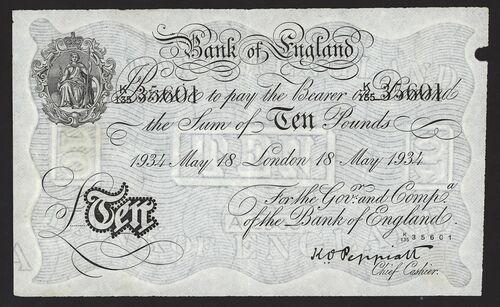 Bank of England
K/135 35601 K/135 35601
I Promise to pay the Bearer on Demand
the Sum of Ten Pounds
1934 May 18 London 18 May 1934
For the Govr. and Compa.
of the Bank of England.
£Ten
K/135 35601
K O Peppiatt
Chief Cashier.